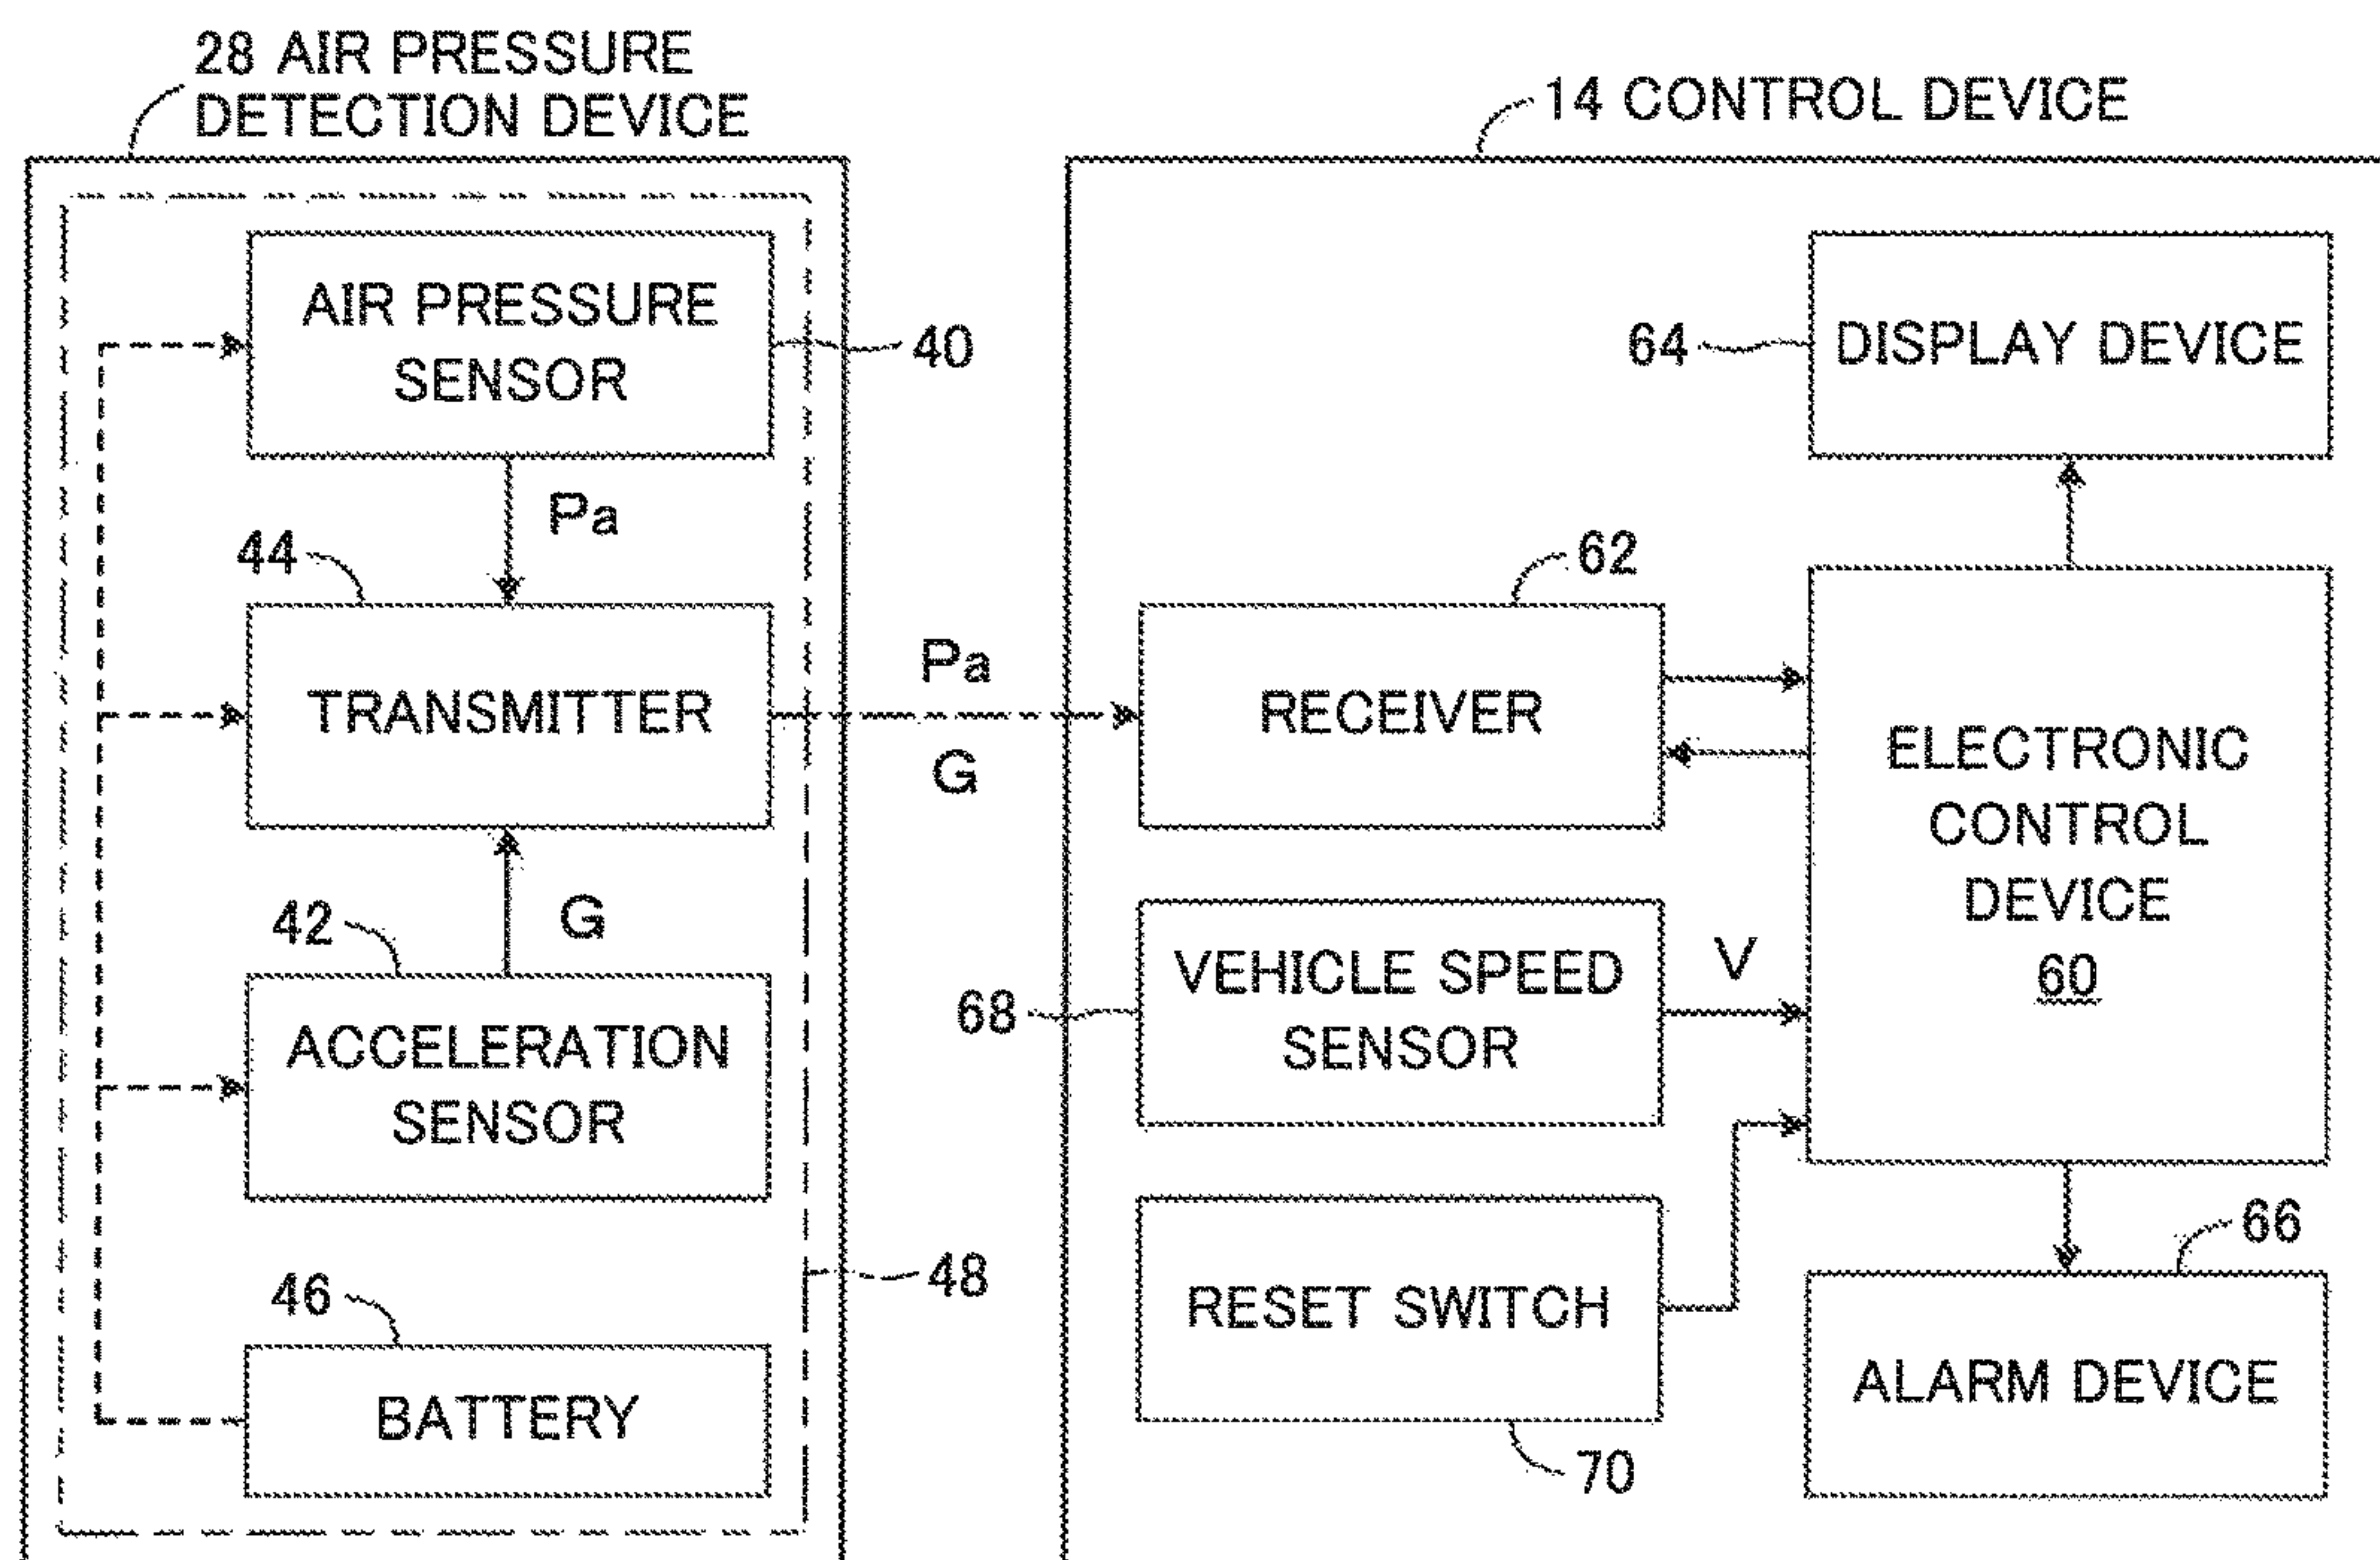 28 AIR PRESSURE
DETECTION DEVICE
AIR PRESSURE
SENSOR
40
Pa
44
TRANSMITTER
Pa
G
42
G
ACCELERATION
SENSOR
46
48
BATTERY
14 CONTROL DEVICE
64
DISPLAY DEVICE
62
RECEIVER
ELECTRONIC
CONTROL
DEVICE
60
68
VEHICLE SPEED
SENSOR
V
RESET SWITCH
70
66
ALARM DEVICE